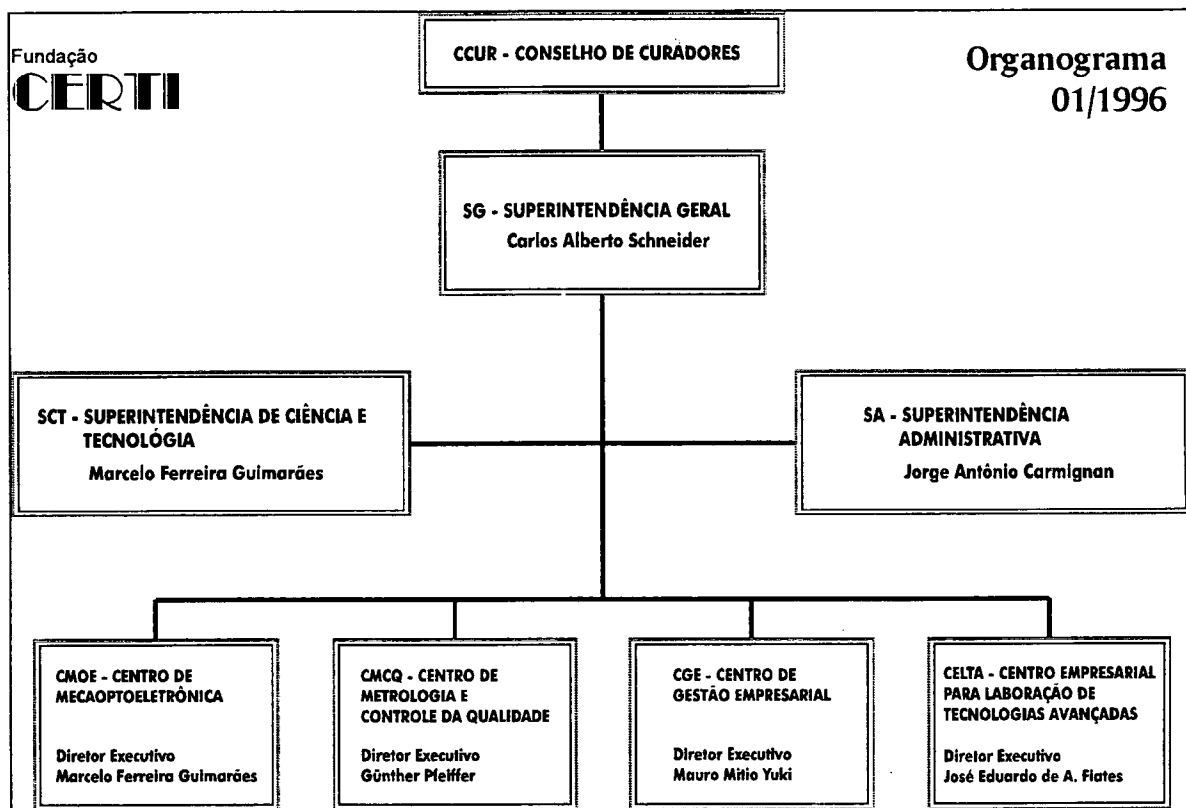 Fundação
CERTI
Organograma
01/1996
CCUR - CONSELHO DE CURADORES
SG - SUPERINTENDÊNCIA GERAL
Carlos Alberto Schneider
SCT - SUPERINTENDÊNCIA DE CIÊNCIA E
TECNOLÓGIA
Marcelo Ferreira Guimarães
SA - SUPERINTENDÊNCIA
ADMINISTRATIVA
Jorge Antônio Carmignan
CMOE - CENTRO DE
MECAOPTOELETRÔNICA
Diretor Executivo
Marcelo Ferreira Guimarães
CMCQ - CENTRO DE
METROLOGIA E
CONTROLE DA QUALIDADE
Diretor Executivo
Günther Pfeiffer
CGE - CENTRO DE
GESTÃO EMPRESARIAL
Diretor Executivo
Mauro Mitio Yuki
CELTA - CENTRO EMPRESARIAL
PARA LABORAÇÃO DE
TECNOLOGIAS AVANÇADAS
Diretor Executivo
José Eduardo de A. Fiates